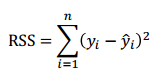 RSS = ∑_{i=1}^{n} (y_i − ŷ_i)²